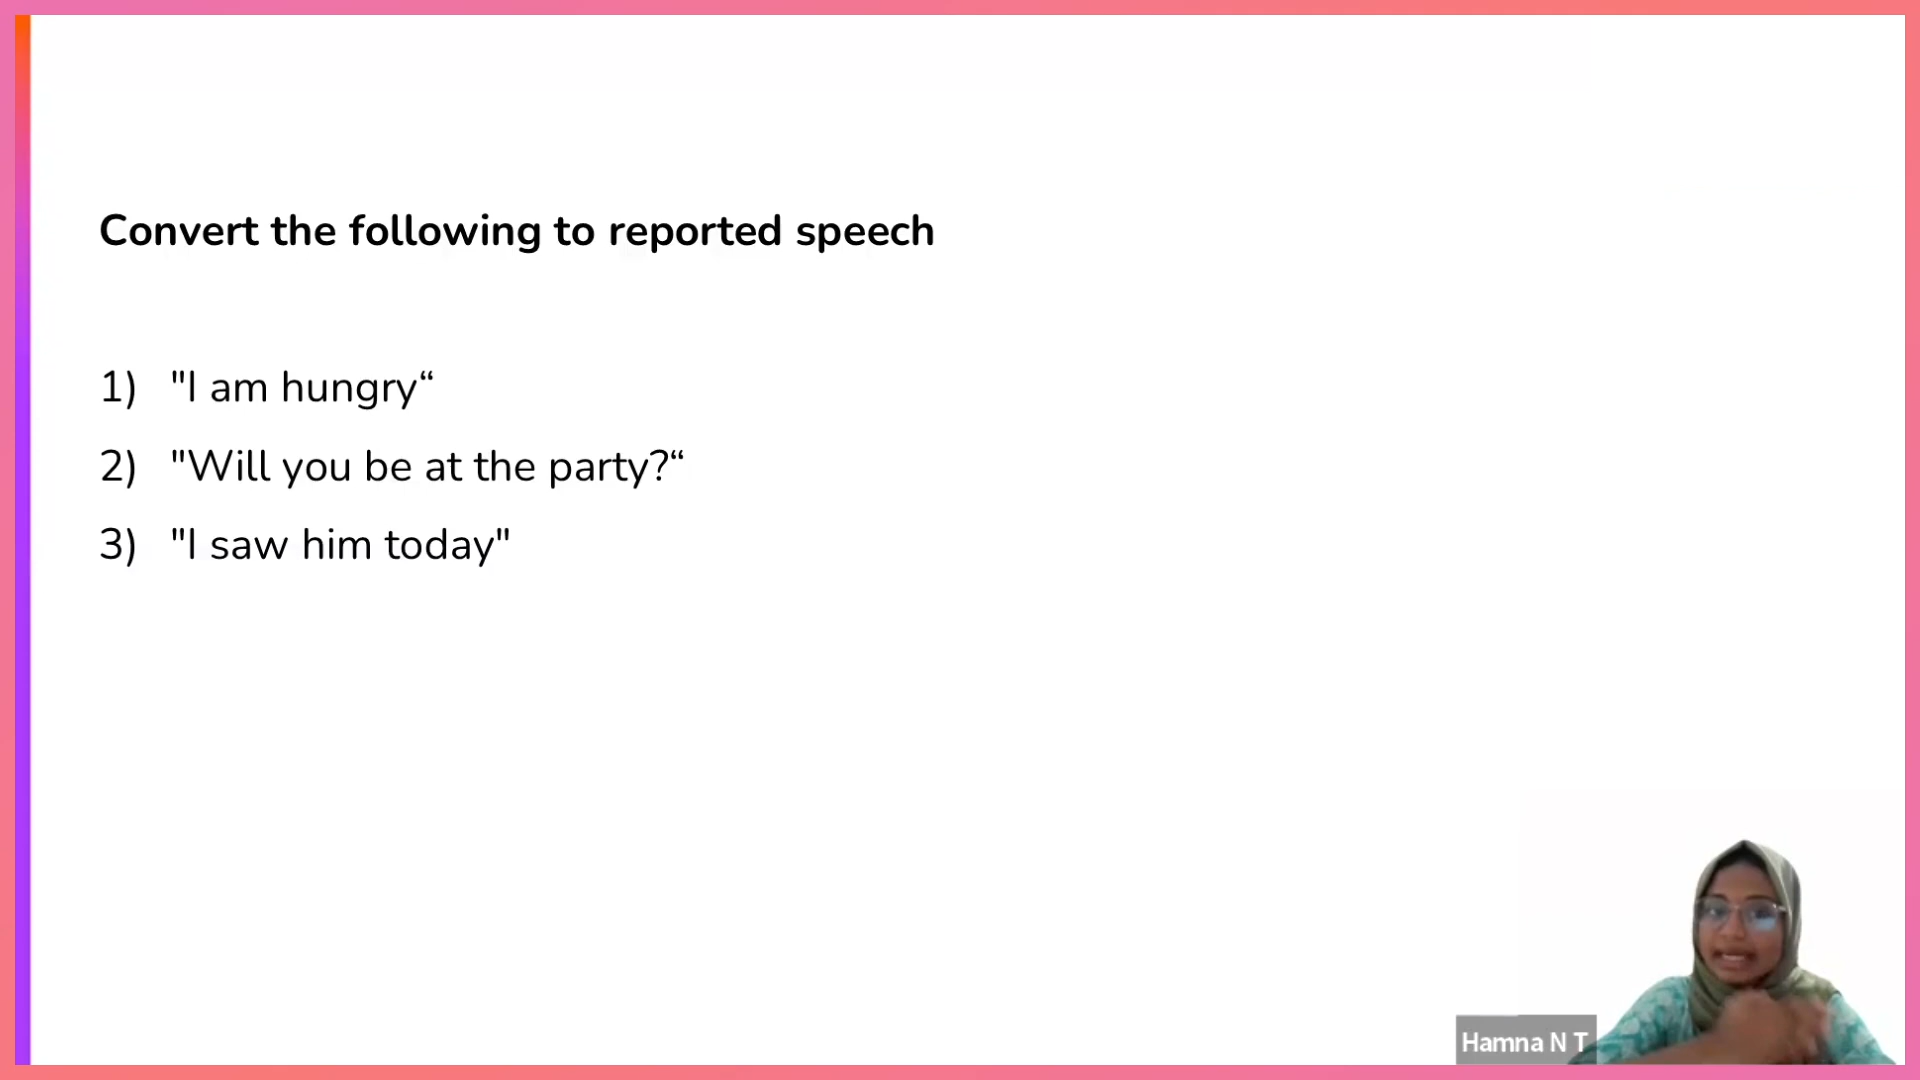 Convert the following to reported speech
1) "I am hungry“
2) "Will you be at the party?“
3) "I saw him today"
Hamna N T